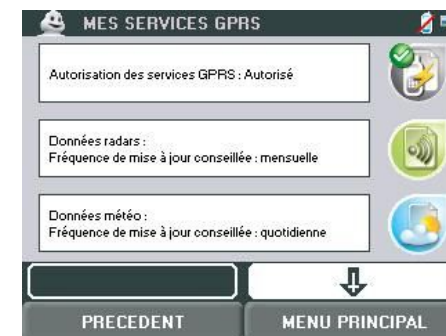 MES SERVICES GPRS
Autorisation des services GPRS : Autorisé
Données radars :
Fréquence de mise à jour conseillée : mensuelle
Données météo :
Fréquence de mise à jour conseillée : quotidienne
PRECEDENT
MENU PRINCIPAL